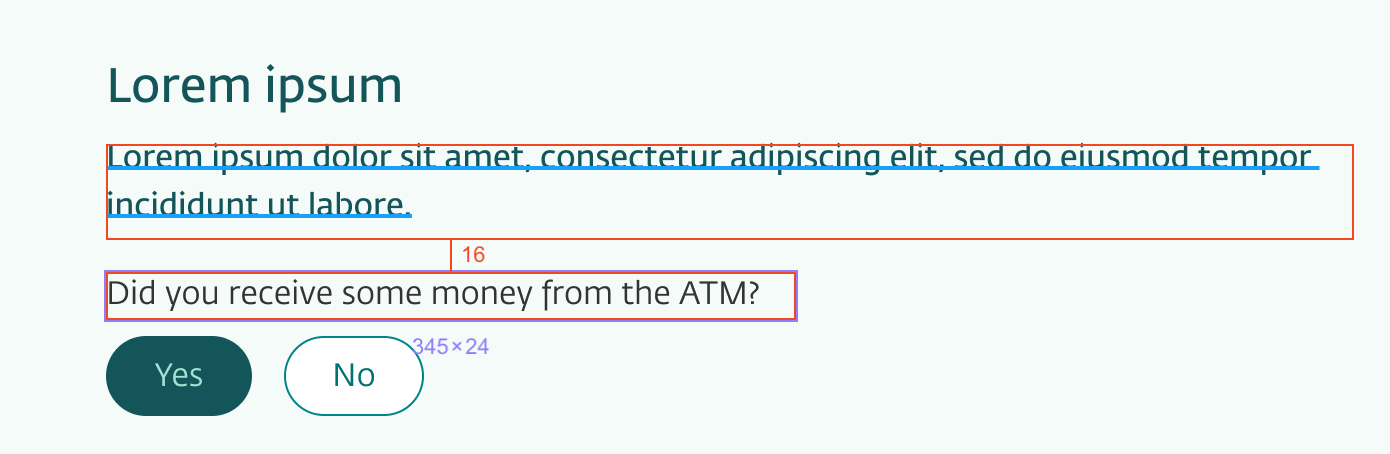 Lorem ipsum
Lorem ipsum dolor sit amet, consectetur adipiscing elit, sed do eiusmod tempor
incididunt ut labore.
16
Did you receive some money from the ATM?
345×24
Yes
No